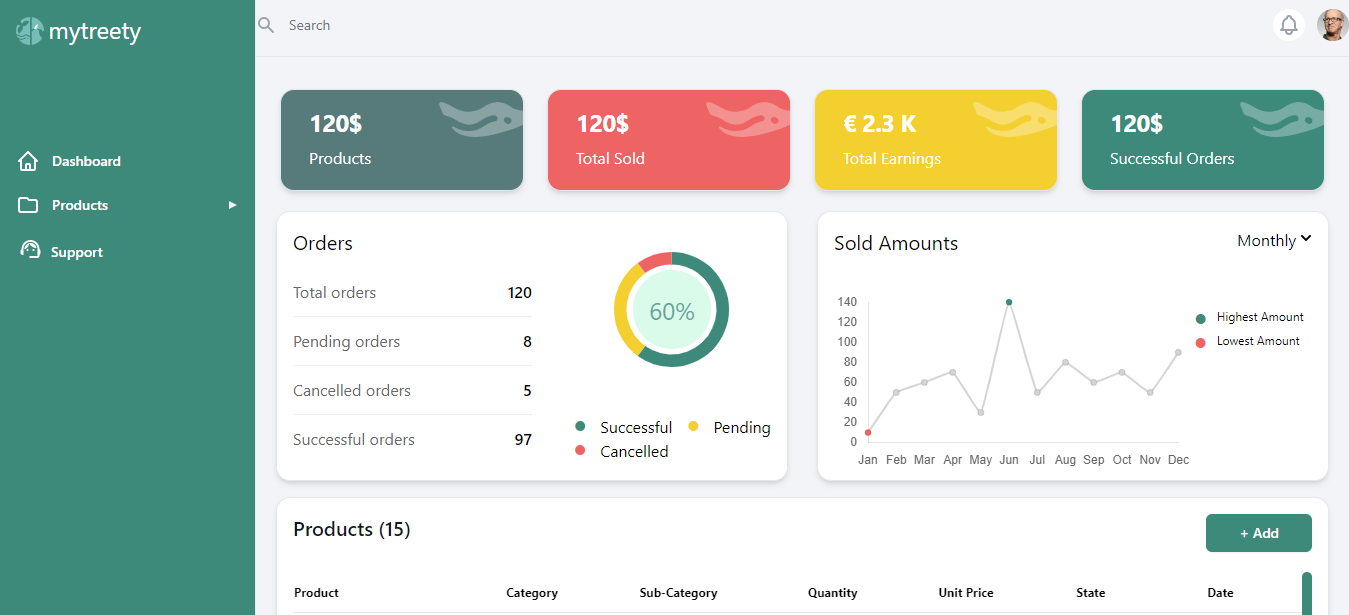 mytreety
Search
Dashboard
Products
Support
120$
Products
120$
Total Sold
€ 2.3 K
Total Earnings
120$
Successful Orders
Orders
Total orders 120
Pending orders 8
Cancelled orders 5
Successful orders 97
60%
Successful Pending
Cancelled
Sold Amounts
Monthly
140
120
100
80
60
40
20
0
Jan Feb Mar Apr May Jun Jul Aug Sep Oct Nov Dec
Highest Amount
Lowest Amount
Products (15)
+ Add
Product Category Sub-Category Quantity Unit Price State Date